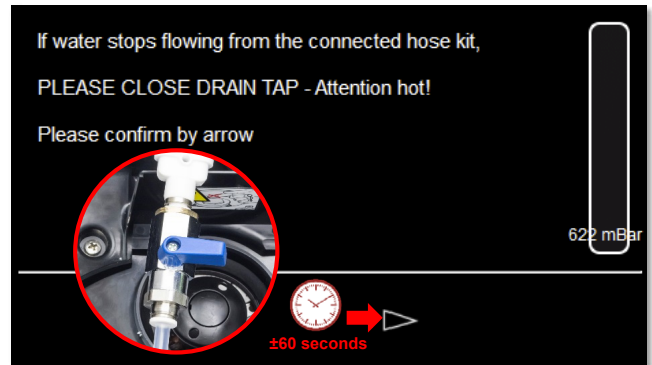 If water stops flowing from the connected hose kit,
PLEASE CLOSE DRAIN TAP - Attention hot!
Please confirm by arrow
622 mBar
±60 seconds